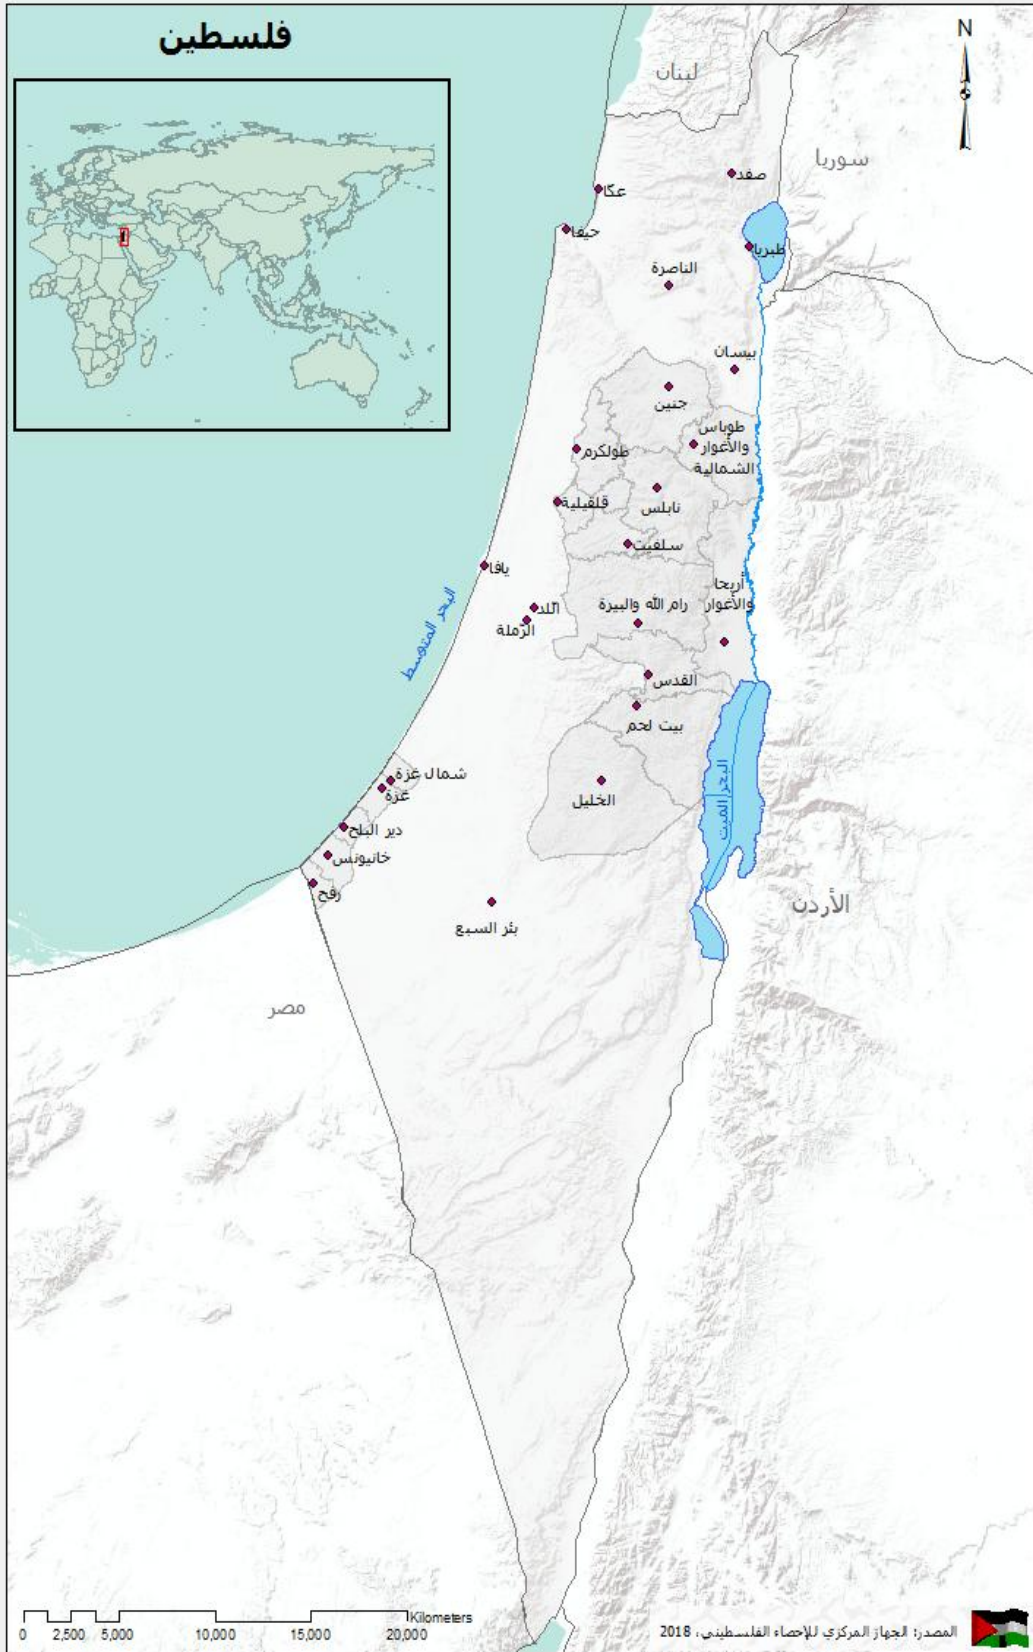 فلسطين
N
لبنان
سوريا
صفد
عكّا
حيفا
طبريا
الناصرة
بيسان
جنين
طوباس
والأغوار
الشمالية
طولكرم
نابلس
قلقيلية
سلفيت
يافا
أريحا
والأغوار
رام الله والبيرة
اللد
الرّملة
البحر المتوسط
القدس
بيت لحم
البحر الميت
شمال غزة
غزة
الخليل
دير البلح
خانيونس
رفح
الأردن
بئر السبع
مصر
Kilometers
0 2,500 5,000 10,000 15,000 20,000
المصدر: الجهاز المركزي للإحصاء الفلسطيني، 2018